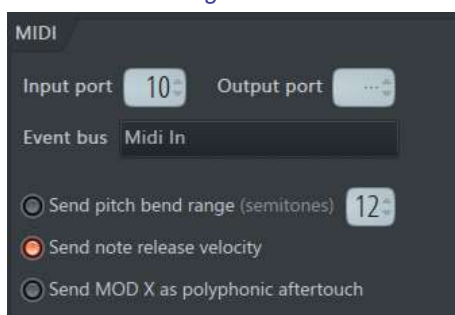 MIDI
Input port 10 Output port ...
Event bus Midi In
Send pitch bend range (semitones) 12
Send note release velocity
Send MOD X as polyphonic aftertouch